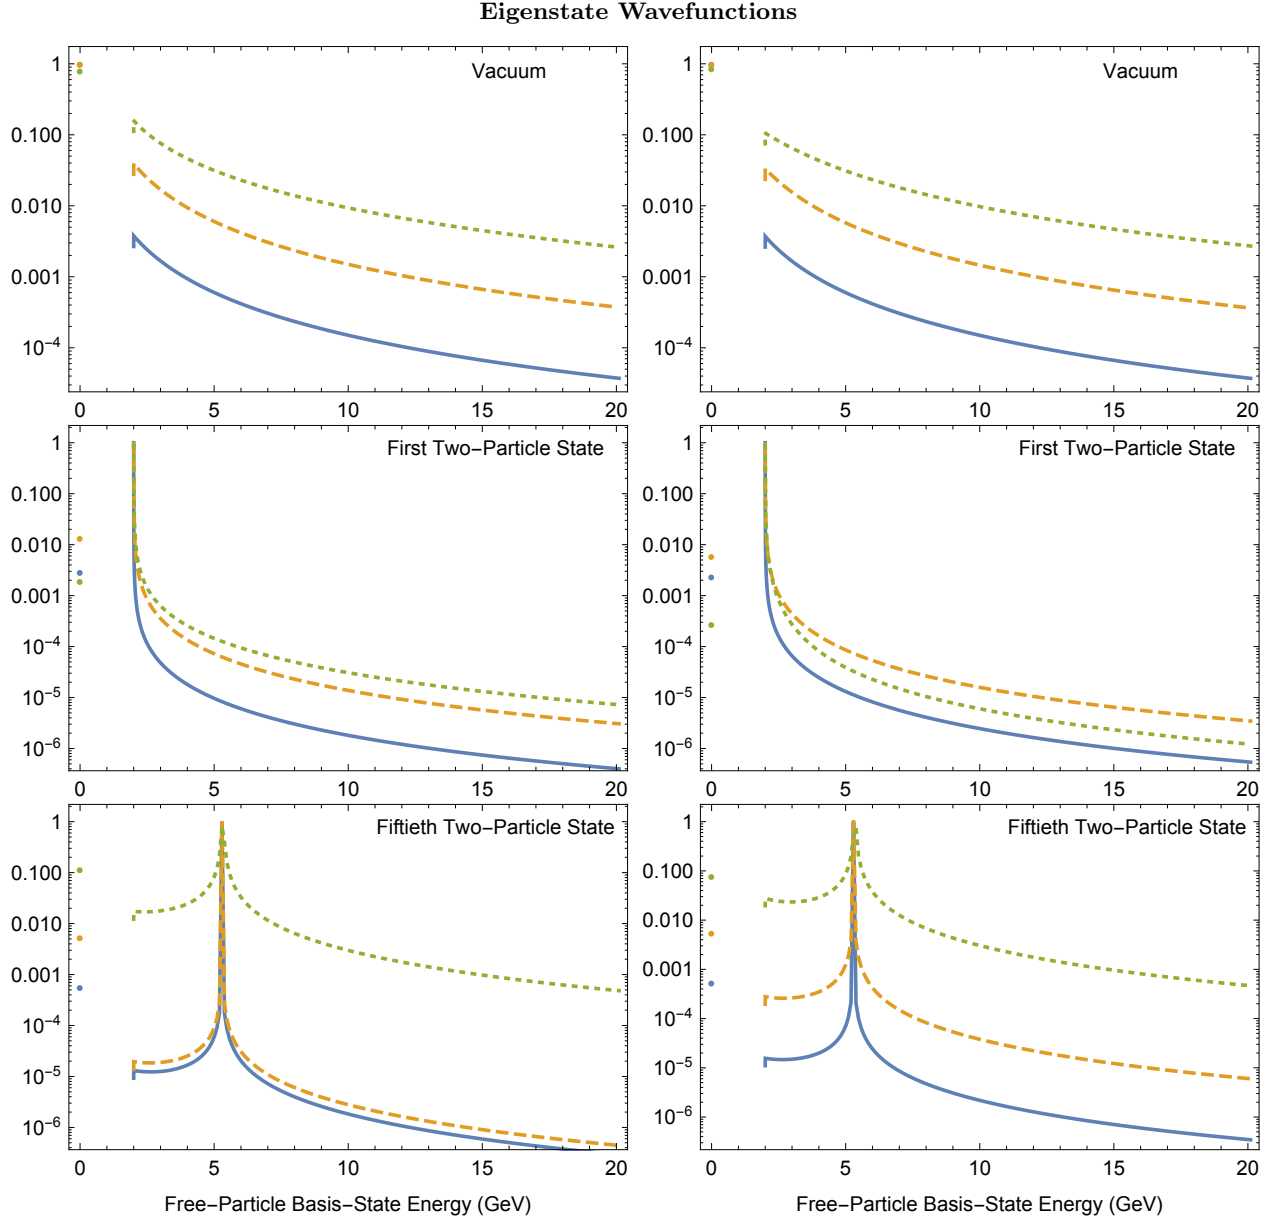 Eigenstate Wavefunctions
Vacuum
1
0.100
0.010
0.001
10⁻⁴
0 5 10 15 20
Vacuum
1
0.100
0.010
0.001
10⁻⁴
0 5 10 15 20
First Two−Particle State
1
0.100
0.010
0.001
10⁻⁴
10⁻⁵
10⁻⁶
0 5 10 15 20
First Two−Particle State
1
0.100
0.010
0.001
10⁻⁴
10⁻⁵
10⁻⁶
0 5 10 15 20
Fiftieth Two−Particle State
1
0.100
0.010
0.001
10⁻⁴
10⁻⁵
10⁻⁶
0 5 10 15 20
Free−Particle Basis−State Energy (GeV)
Fiftieth Two−Particle State
1
0.100
0.010
0.001
10⁻⁴
10⁻⁵
10⁻⁶
0 5 10 15 20
Free−Particle Basis−State Energy (GeV)